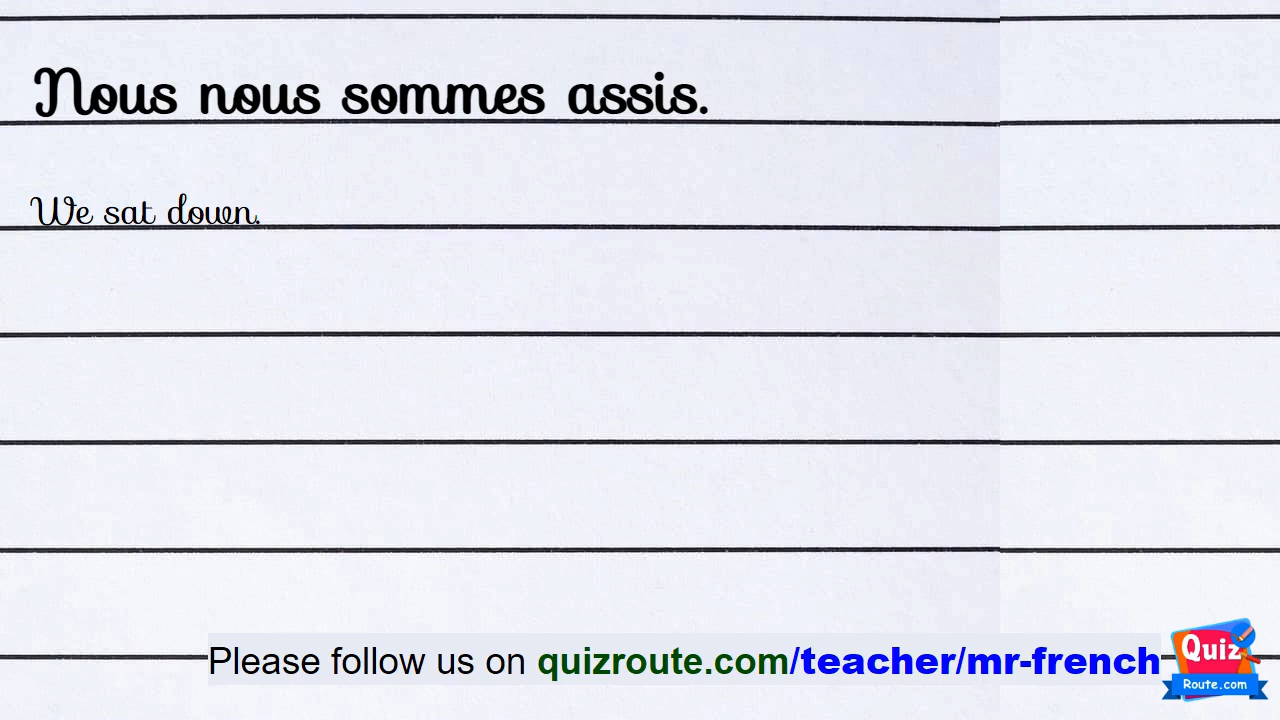 Nous nous sommes assis.
We sat down.
Please follow us on quizroute.com/teacher/mr-french
Quiz
Route.com